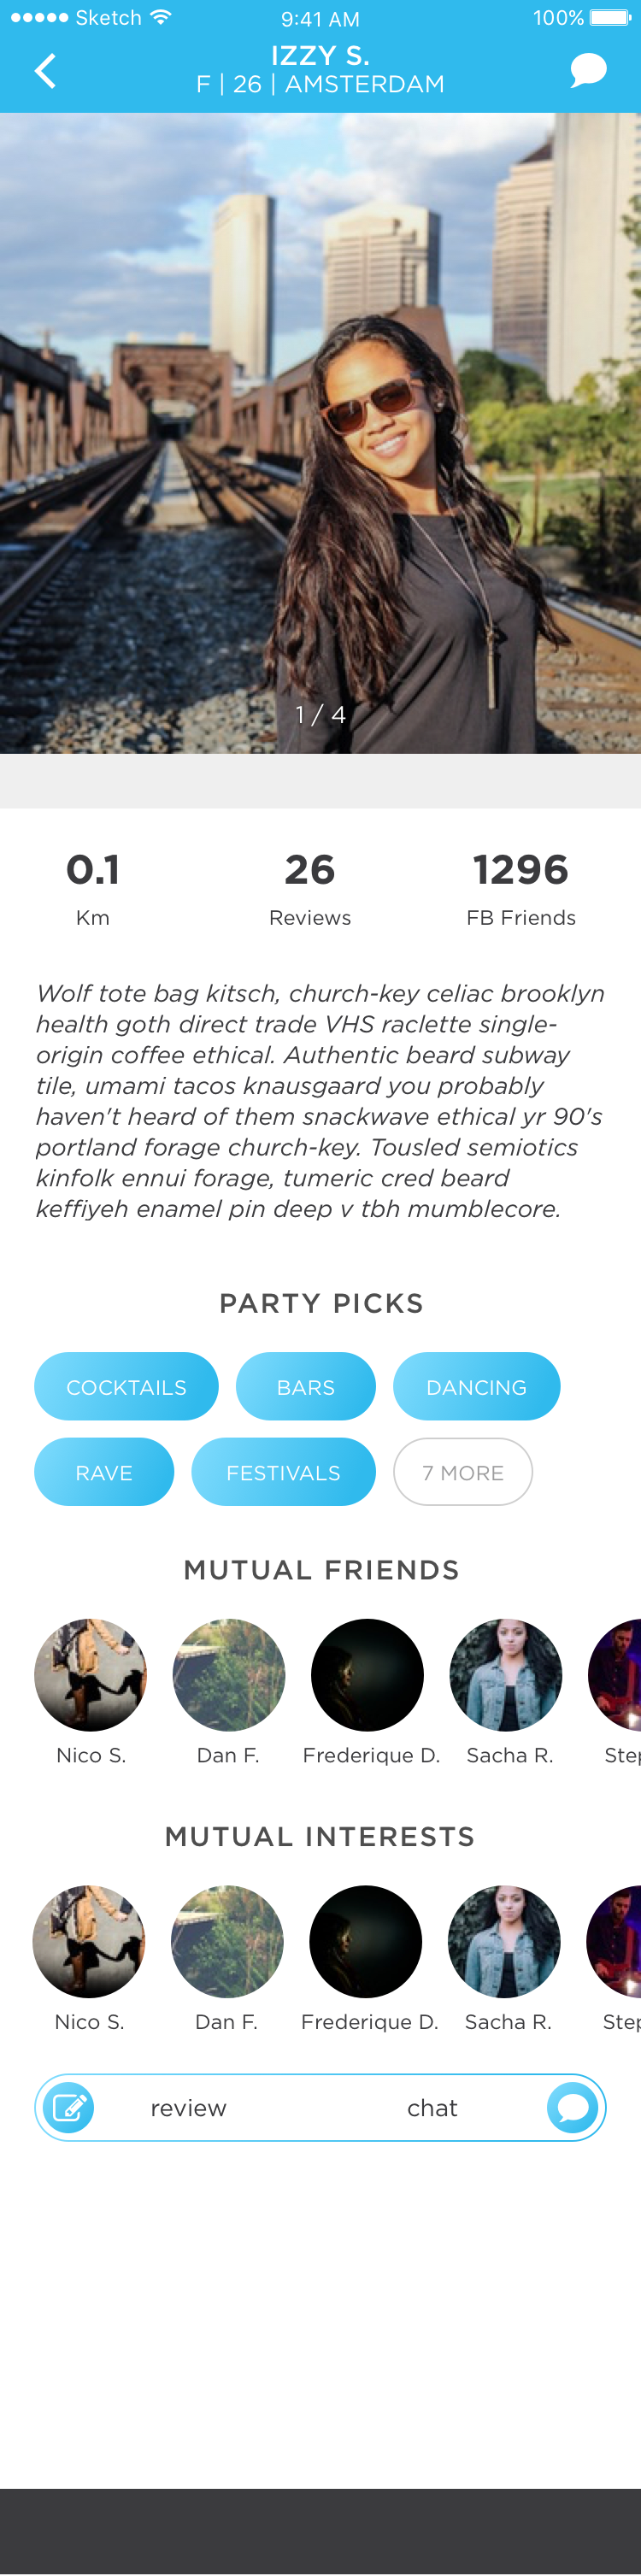 Sketch 9:41 AM 100%
IZZY S.
F | 26 | AMSTERDAM
1 / 4
0.1 26 1296
Km Reviews FB Friends
Wolf tote bag kitsch, church-key celiac brooklyn
health goth direct trade VHS raclette single-
origin coffee ethical. Authentic beard subway
tile, umami tacos knausgaard you probably
haven't heard of them snackwave ethical yr 90's
portland forage church-key. Tousled semiotics
kinfolk ennui forage, tumeric cred beard
keffiyeh enamel pin deep v tbh mumblecore.
PARTY PICKS
COCKTAILS BARS DANCING
RAVE FESTIVALS 7 MORE
MUTUAL FRIENDS
Nico S. Dan F. Frederique D. Sacha R. Step
MUTUAL INTERESTS
Nico S. Dan F. Frederique D. Sacha R. Step
review chat